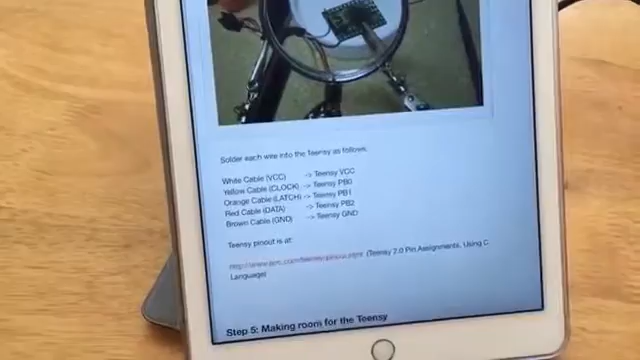 Solder each wire into the Teensy as follows.
White Cable (VCC) -> Teensy VCC
Yellow Cable (CLOCK) -> Teensy PB0
Orange Cable (LATCH) -> Teensy PB1
Red Cable (DATA) -> Teensy PB2
Brown Cable (GND) -> Teensy GND
Teensy pinout is at:
(Teensy 2.0 Pin Assignments, Using C
Language)
Step 5: Making room for the Teensy